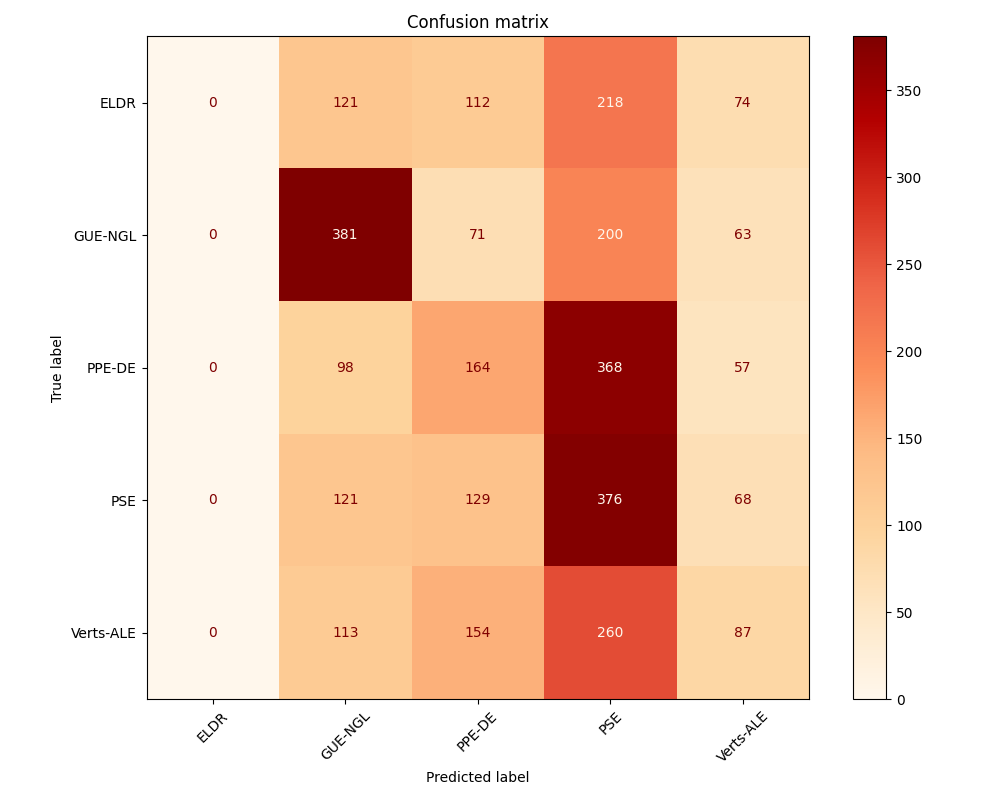 Confusion matrix
ELDR 0 121 112 218 74
GUE-NGL 0 381 71 200 63
PPE-DE 0 98 164 368 57
PSE 0 121 129 376 68
Verts-ALE 0 113 154 260 87
True label
ELDR GUE-NGL PPE-DE PSE Verts-ALE
Predicted label
350
300
250
200
150
100
50
0